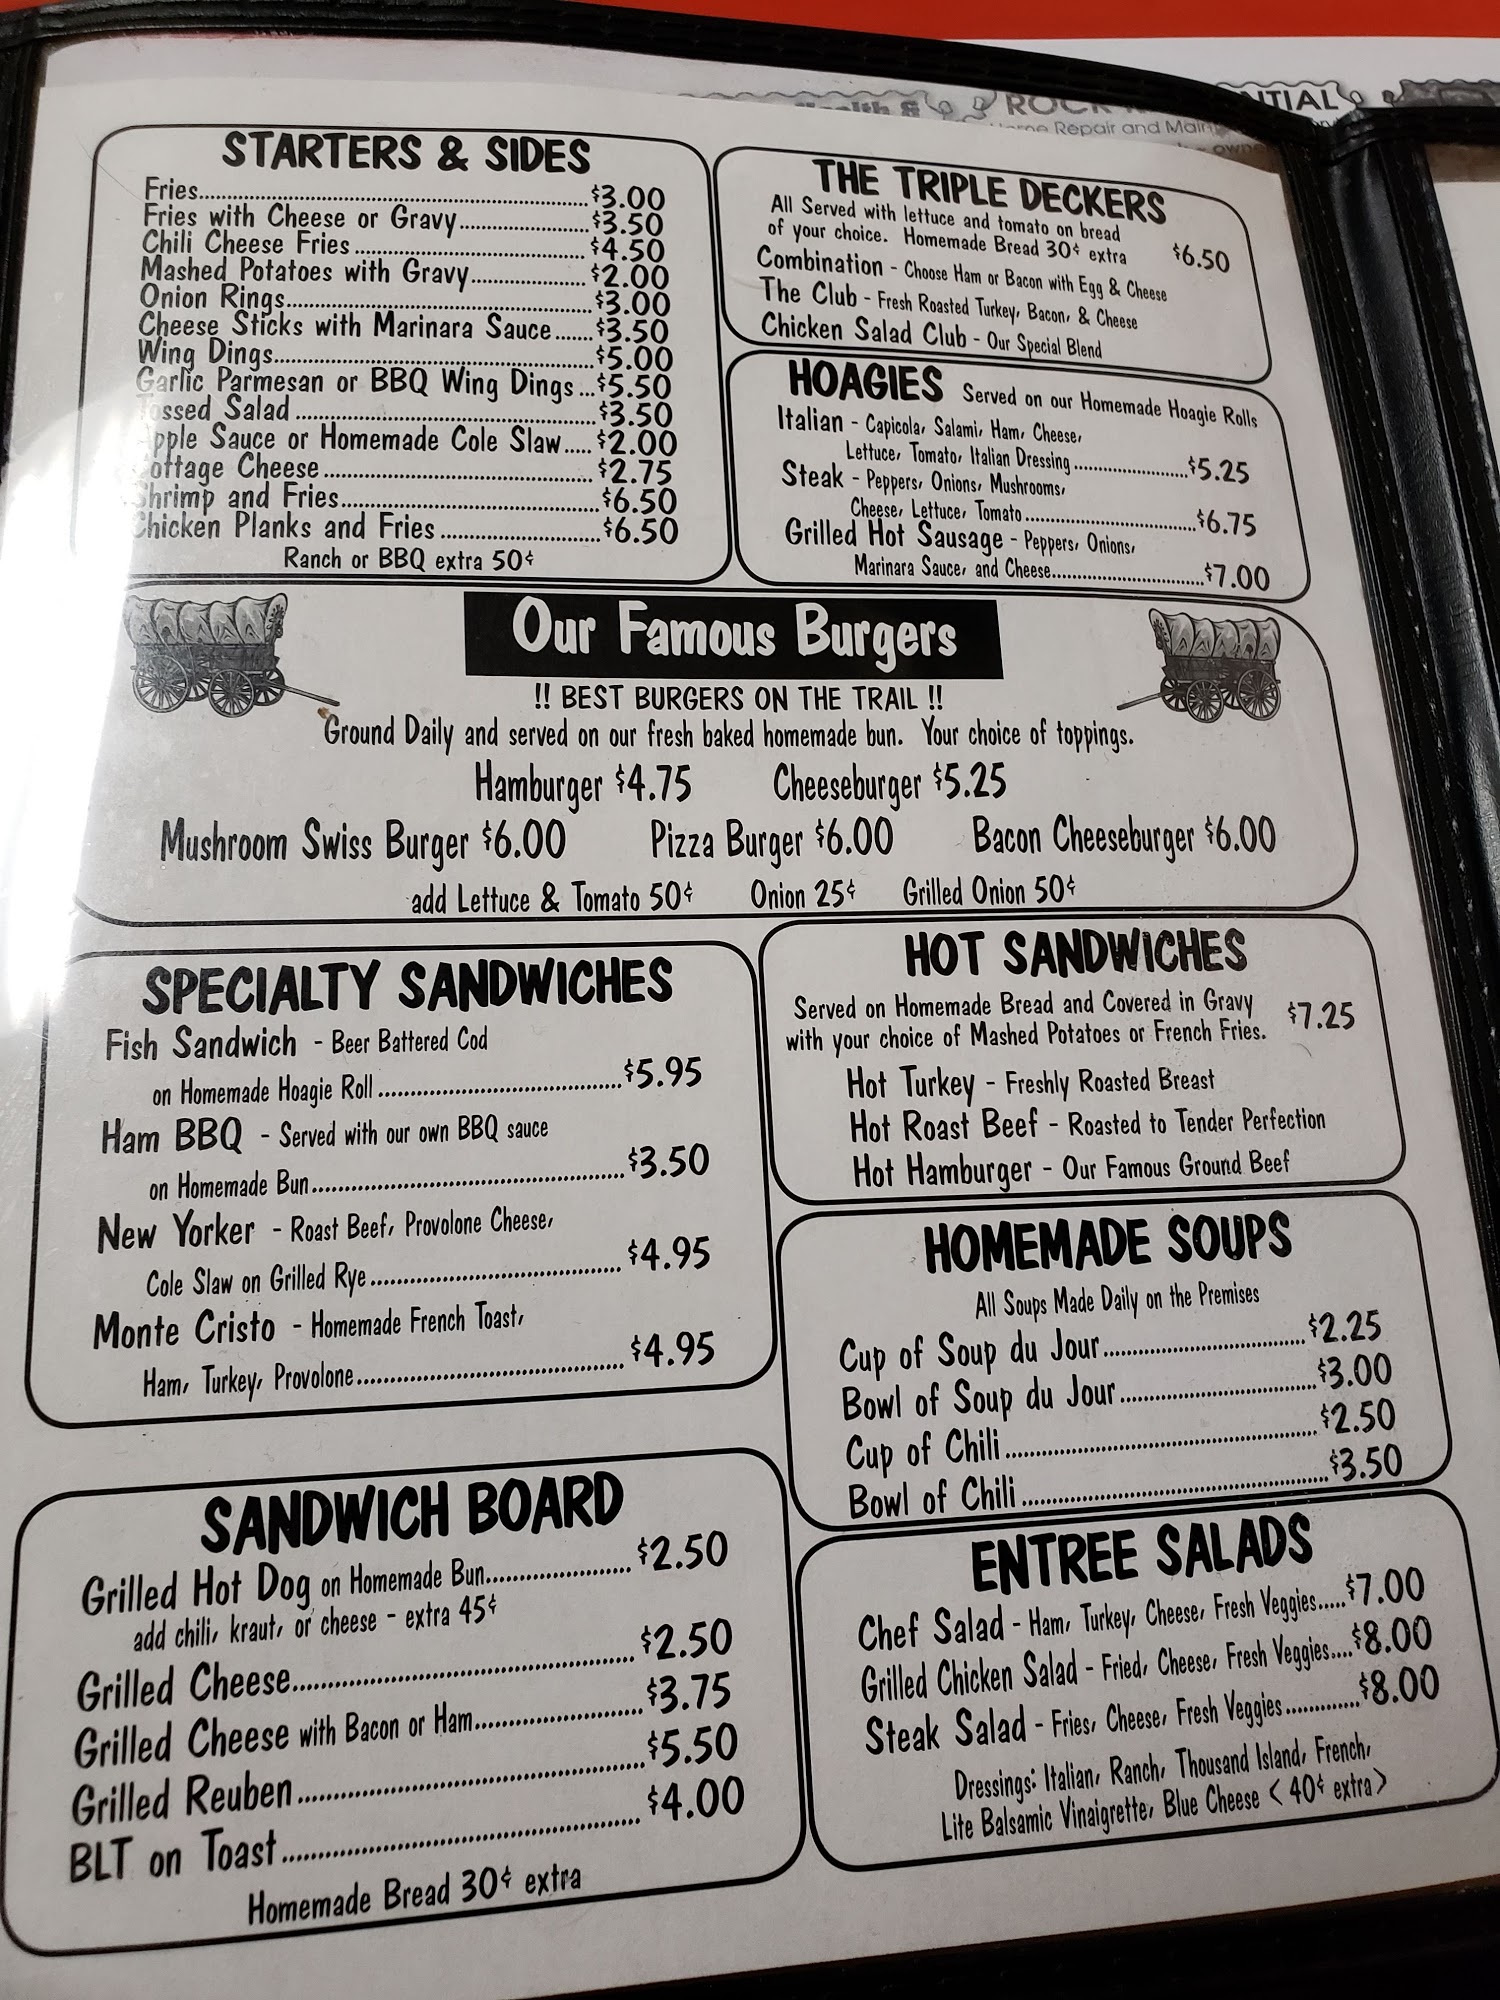 ROCK
NTIAL
Repair and
STARTERS & SIDES
Fries $3.00
Fries with Cheese or Gravy $3.50
Chili Cheese Fries $4.50
Mashed Potatoes with Gravy $2.00
Onion Rings $3.00
Cheese Sticks with Marinara Sauce $3.50
Wing Dings $5.00
Garlic Parmesan or BBQ Wing Dings $5.50
Tossed Salad $3.50
Apple Sauce or Homemade Cole Slaw $2.00
Cottage Cheese $2.75
Shrimp and Fries $6.50
Chicken Planks and Fries $6.50
Ranch or BBQ extra 50¢
THE TRIPLE DECKERS
All Served with lettuce and tomato on bread
of your choice. Homemade Bread 30¢ extra $6.50
Combination - Choose Ham or Bacon with Egg & Cheese
The Club - Fresh Roasted Turkey, Bacon, & Cheese
Chicken Salad Club - Our Special Blend
HOAGIES Served on our Homemade Hoagie Rolls
Italian - Capicola, Salami, Ham, Cheese,
Lettuce, Tomato, Italian Dressing $5.25
Steak - Peppers, Onions, Mushrooms,
Cheese, Lettuce, Tomato $6.75
Grilled Hot Sausage - Peppers, Onions,
Marinara Sauce, and Cheese $7.00
Our Famous Burgers
!! BEST BURGERS ON THE TRAIL !!
Ground Daily and served on our fresh baked homemade bun. Your choice of toppings.
Hamburger $4.75 Cheeseburger $5.25
Mushroom Swiss Burger $6.00 Pizza Burger $6.00 Bacon Cheeseburger $6.00
add Lettuce & Tomato 50¢ Onion 25¢ Grilled Onion 50¢
SPECIALTY SANDWICHES
Fish Sandwich - Beer Battered Cod
on Homemade Hoagie Roll $5.95
Ham BBQ - Served with our own BBQ sauce
on Homemade Bun $3.50
New Yorker - Roast Beef, Provolone Cheese,
Cole Slaw on Grilled Rye $4.95
Monte Cristo - Homemade French Toast,
Ham, Turkey, Provolone $4.95
HOT SANDWICHES
Served on Homemade Bread and Covered in Gravy
with your choice of Mashed Potatoes or French Fries. $7.25
Hot Turkey - Freshly Roasted Breast
Hot Roast Beef - Roasted to Tender Perfection
Hot Hamburger - Our Famous Ground Beef
HOMEMADE SOUPS
All Soups Made Daily on the Premises
Cup of Soup du Jour $2.25
Bowl of Soup du Jour $3.00
Cup of Chili $2.50
Bowl of Chili $3.50
SANDWICH BOARD
Grilled Hot Dog on Homemade Bun $2.50
add chili, kraut, or cheese - extra 45¢
Grilled Cheese $2.50
Grilled Cheese with Bacon or Ham $3.75
Grilled Reuben $5.50
BLT on Toast $4.00
Homemade Bread 30¢ extra
ENTREE SALADS
Chef Salad - Ham, Turkey, Cheese, Fresh Veggies $7.00
Grilled Chicken Salad - Fried, Cheese, Fresh Veggies $8.00
Steak Salad - Fries, Cheese, Fresh Veggies $8.00
Dressings: Italian, Ranch, Thousand Island, French,
Lite Balsamic Vinaigrette, Blue Cheese < 40¢ extra >